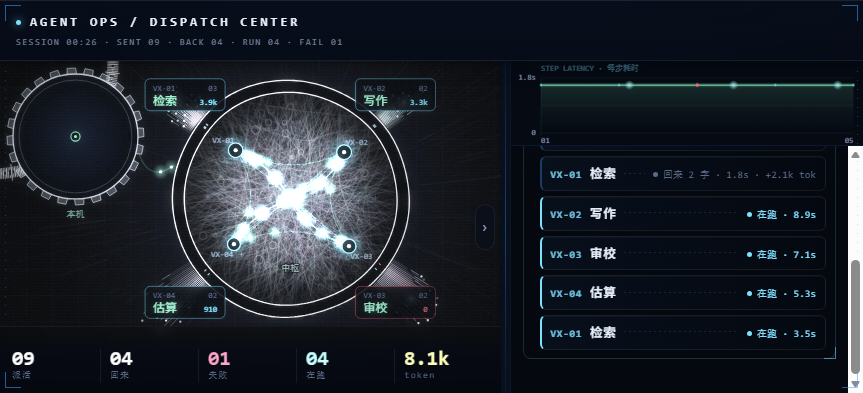 AGENT OPS / DISPATCH CENTER
SESSION 00:26 · SENT 09 · BACK 04 · RUN 04 · FAIL 01
本机
VX-01 03
检索 3.9k
VX-02 02
写作 3.3k
VX-01
VX-02
VX-04
VX-03
中枢
VX-04 02
估算 910
VX-03 02
审校 0
›
09
派活
04
回来
01
失败
04
在跑
8.1k
token
STEP LATENCY · 每步耗时
1.8s
0
01 05
VX-01 检索 回来 2 字 · 1.8s · +2.1k tok
VX-02 写作 在跑 · 8.9s
VX-03 审校 在跑 · 7.1s
VX-04 估算 在跑 · 5.3s
VX-01 检索 在跑 · 3.5s